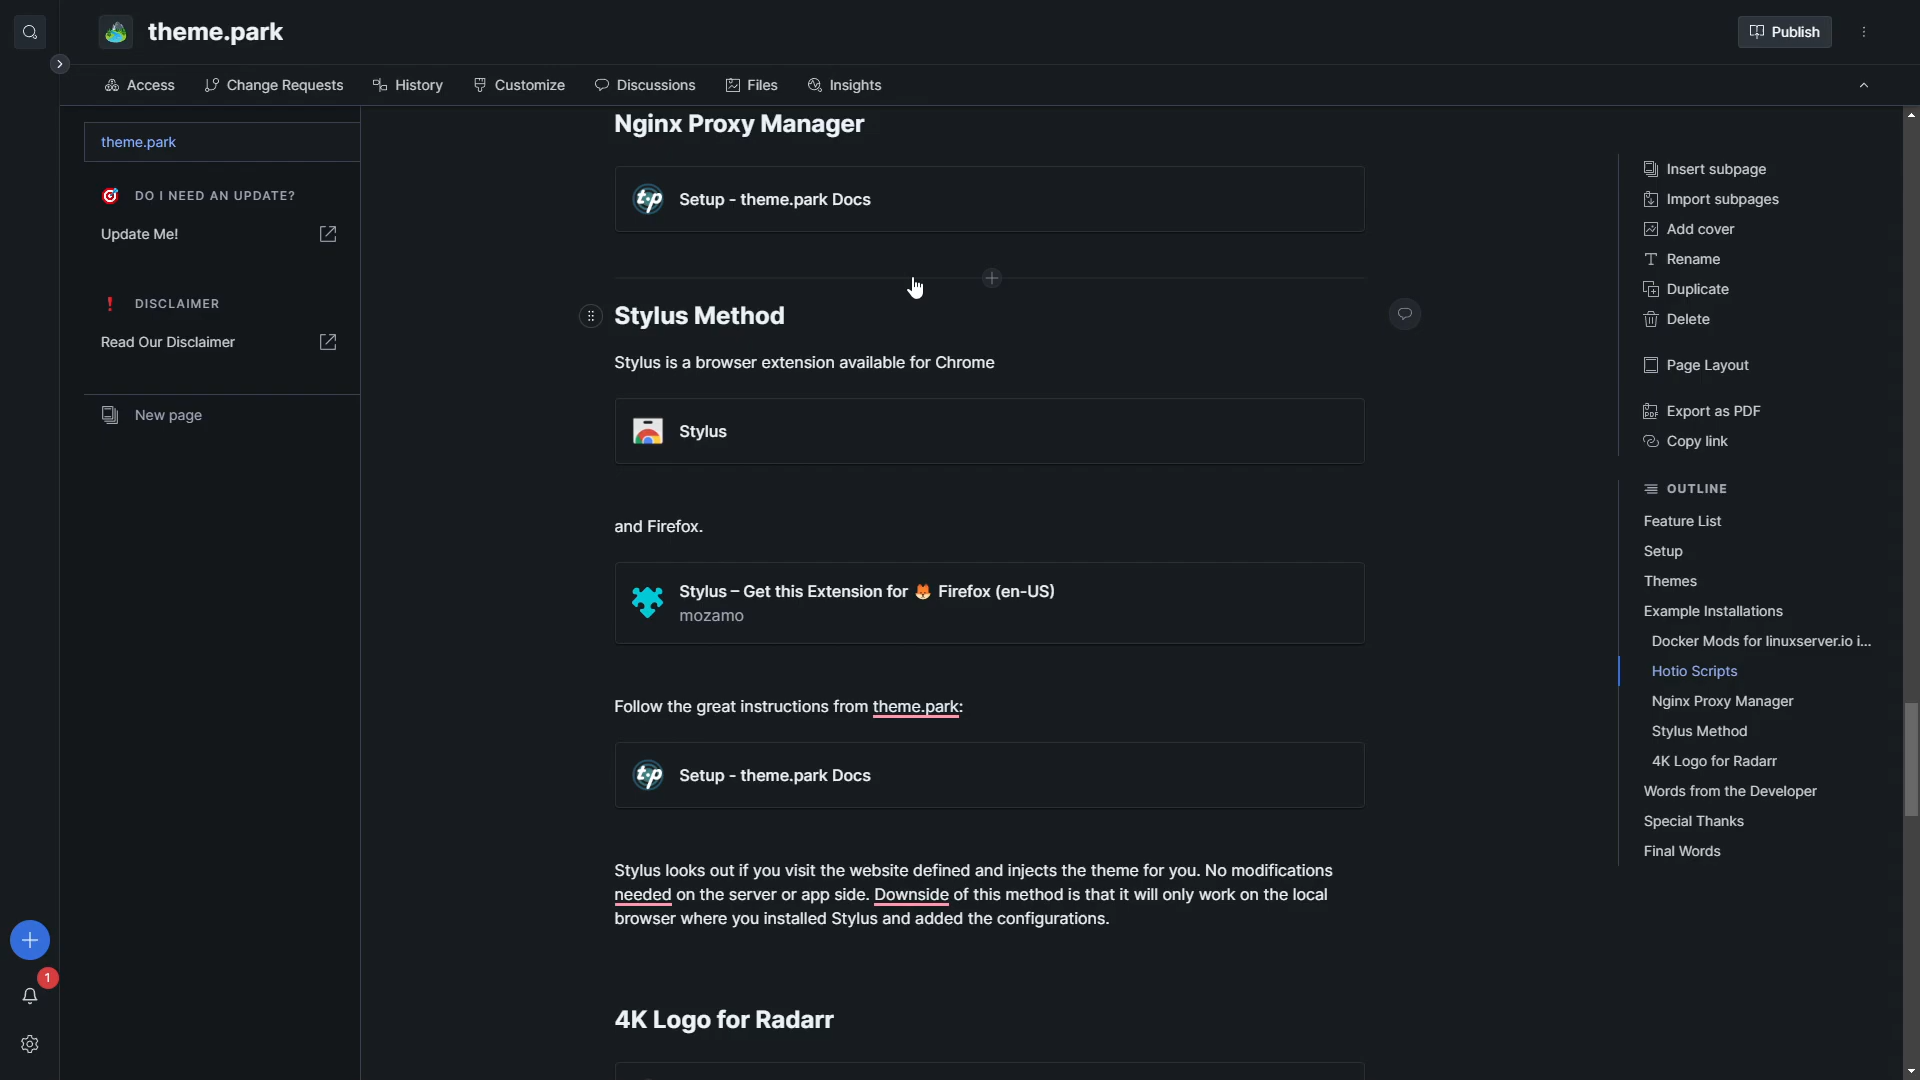 theme.park
Publish
Access
Change Requests
History
Customize
Discussions
Files
Insights
theme.park
DO I NEED AN UPDATE?
Update Me!
DISCLAIMER
Read Our Disclaimer
New page
1
Nginx Proxy Manager
tp Setup - theme.park Docs
Stylus Method
Stylus is a browser extension available for Chrome
Stylus
and Firefox.
Stylus – Get this Extension for 🦊 Firefox (en-US)
mozamo
Follow the great instructions from theme.park:
tp Setup - theme.park Docs
Stylus looks out if you visit the website defined and injects the theme for you. No modifications
needed on the server or app side. Downside of this method is that it will only work on the local
browser where you installed Stylus and added the configurations.
4K Logo for Radarr
Insert subpage
Import subpages
Add cover
Rename
Duplicate
Delete
Page Layout
PDF Export as PDF
Copy link
OUTLINE
Feature List
Setup
Themes
Example Installations
Docker Mods for linuxserver.io i...
Hotio Scripts
Nginx Proxy Manager
Stylus Method
4K Logo for Radarr
Words from the Developer
Special Thanks
Final Words